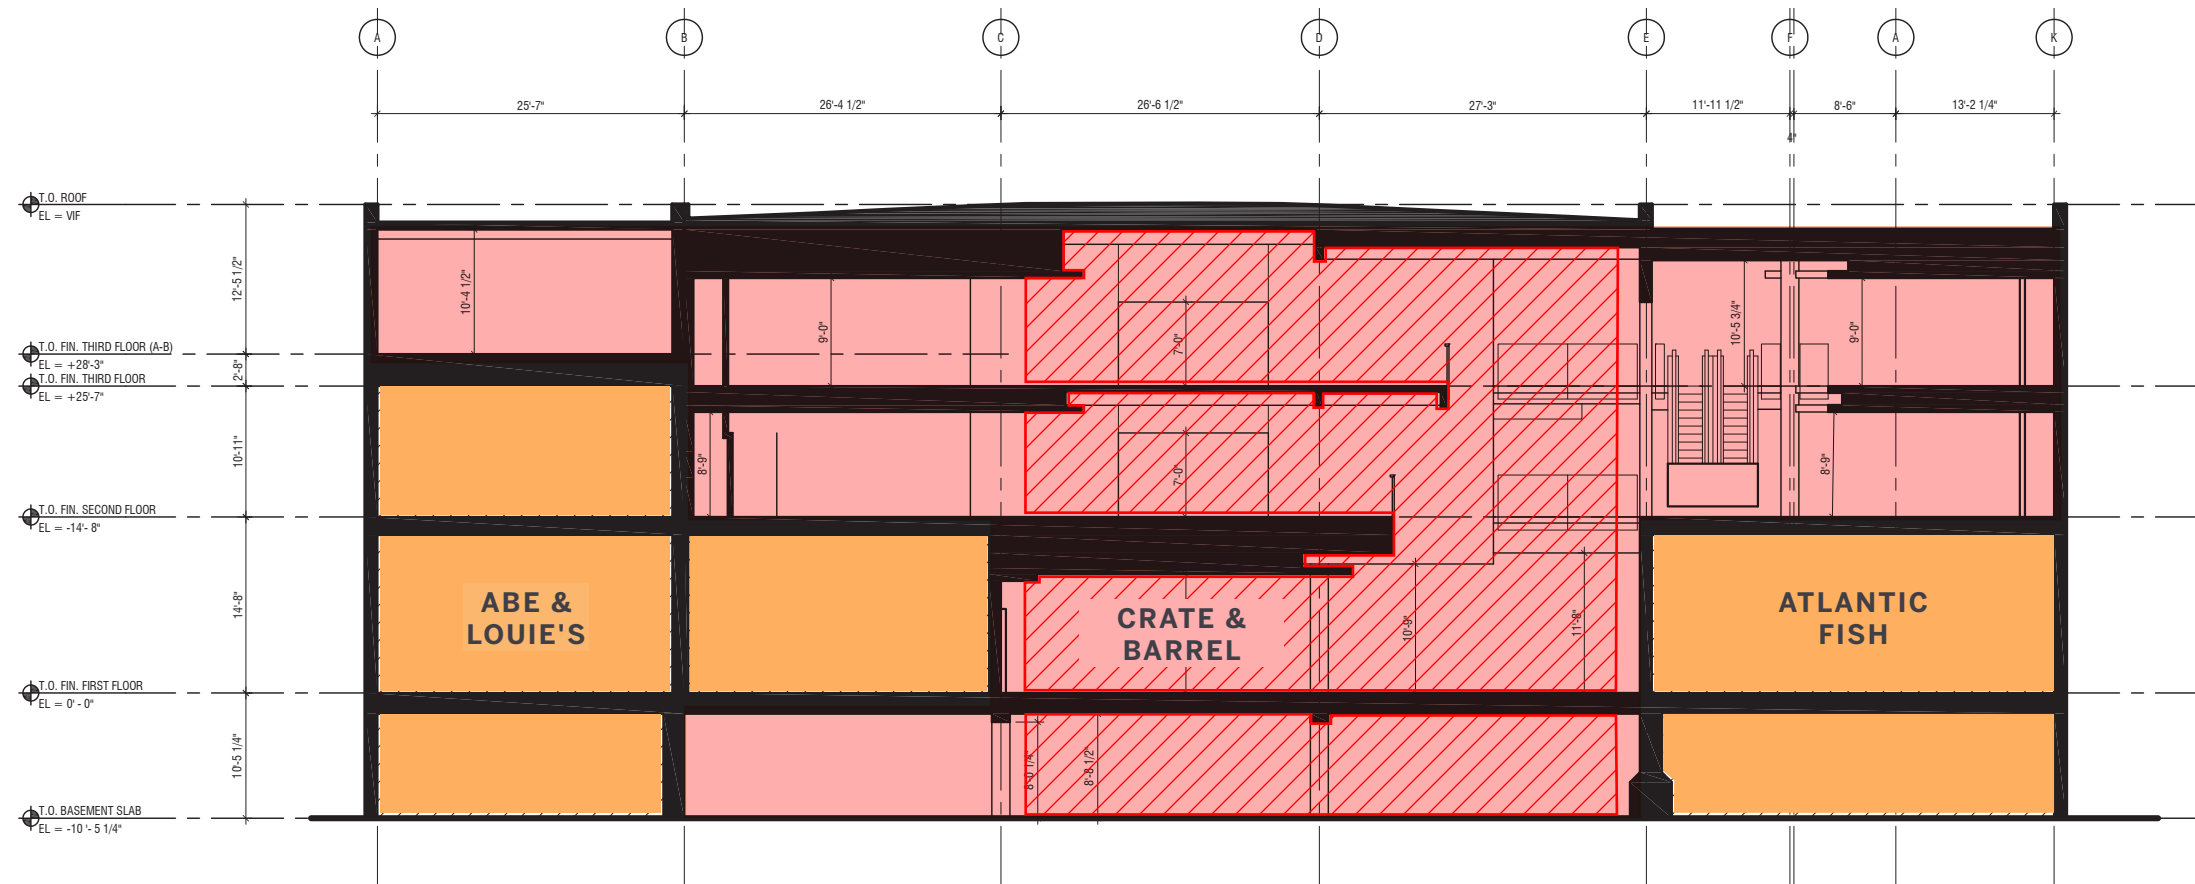 A
B
C
D
E
F
A
K
25'-7"
26'-4 1/2"
26'-6 1/2"
27'-3"
11'-11 1/2"
8'-6"
13'-2 1/4"
4"
T.O. ROOF
EL = VIF
12'-5 1/2"
10'-4 1/2"
9'-0"
7'-0"
10'-5 3/4"
9'-0"
T.O. FIN. THIRD FLOOR (A-B)
EL = +28'-3"
2'-8"
T.O. FIN. THIRD FLOOR
EL = +25'-7"
10'-11"
8'-9"
7'-0"
8'-9"
T.O. FIN. SECOND FLOOR
EL = -14'- 8"
14'-8"
ABE &
LOUIE'S
CRATE &
BARREL
10'-9"
11'-8"
ATLANTIC
FISH
T.O. FIN. FIRST FLOOR
EL = 0' - 0"
10'-5 1/4"
8'-0 1/4"
8'-8 1/2"
T.O. BASEMENT SLAB
EL = -10 '- 5 1/4"